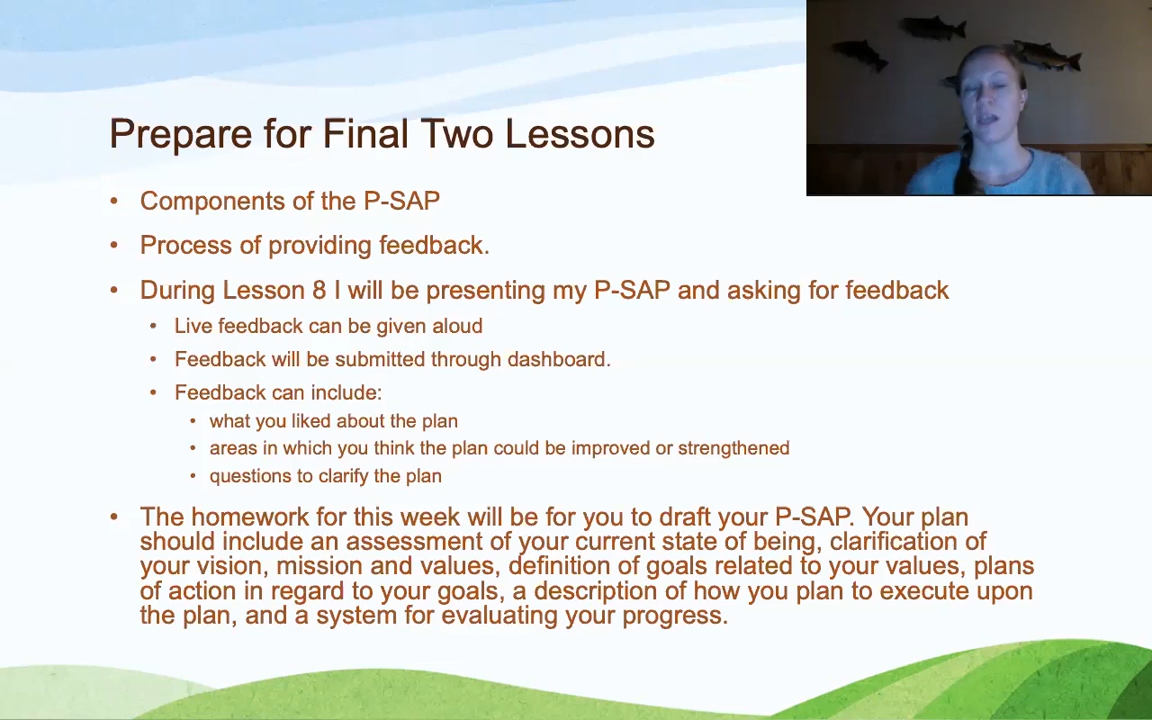 Prepare for Final Two Lessons
• Components of the P-SAP
• Process of providing feedback.
• During Lesson 8 I will be presenting my P-SAP and asking for feedback
• Live feedback can be given aloud
• Feedback will be submitted through dashboard.
• Feedback can include:
• what you liked about the plan
• areas in which you think the plan could be improved or strengthened
• questions to clarify the plan
• The homework for this week will be for you to draft your P-SAP. Your plan
should include an assessment of your current state of being, clarification of
your vision, mission and values, definition of goals related to your values, plans
of action in regard to your goals, a description of how you plan to execute upon
the plan, and a system for evaluating your progress.